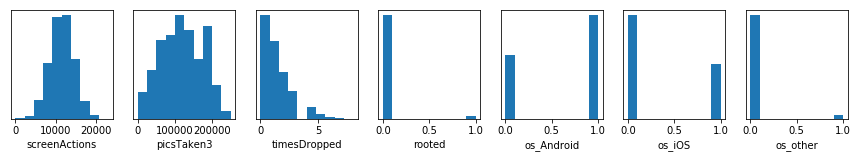 0 10000 20000
screenActions
0 100000 200000
picsTaken3
0 5
timesDropped
0.0 0.5 1.0
rooted
0.0 0.5 1.0
os_Android
0.0 0.5 1.0
os_iOS
0.0 0.5 1.0
os_other